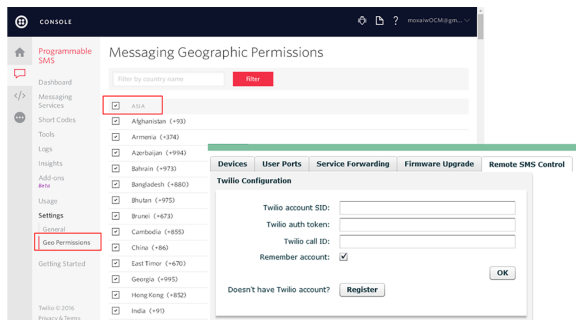 CONSOLE
?
moxaiwOCM@gm...
Programmable SMS
Dashboard
Messaging Services
Short Codes
Tools
Logs
Insights
Add-ons
Beta
Usage
Settings
General
Geo Permissions
Getting Started
Twilio © 2016
Privacy & Terms
Messaging Geographic Permissions
Filter by country name
Filter
ASIA
Afghanistan (+93)
Armenia (+374)
Azerbaijan (+994)
Bahrain (+973)
Bangladesh (+880)
Bhutan (+975)
Brunei (+673)
Cambodia (+855)
China (+86)
East Timor (+670)
Georgia (+995)
Hong Kong (+852)
India (+91)
Devices User Ports Service Forwarding Firmware Upgrade Remote SMS Control
Twilio Configuration
Twilio account SID:
Twilio auth token:
Twilio call ID:
Remember account:
OK
Doesn't have Twilio account? Register